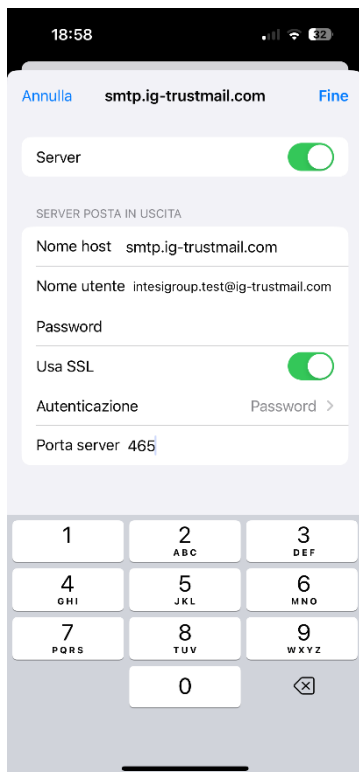 18:58
32
Annulla smtp.ig-trustmail.com Fine
Server
SERVER POSTA IN USCITA
Nome host smtp.ig-trustmail.com
Nome utente intesigroup.test@ig-trustmail.com
Password
Usa SSL
Autenticazione Password >
Porta server 465
1 2 3
ABC DEF
4 5 6
GHI JKL MNO
7 8 9
PQRS TUV WXYZ
0